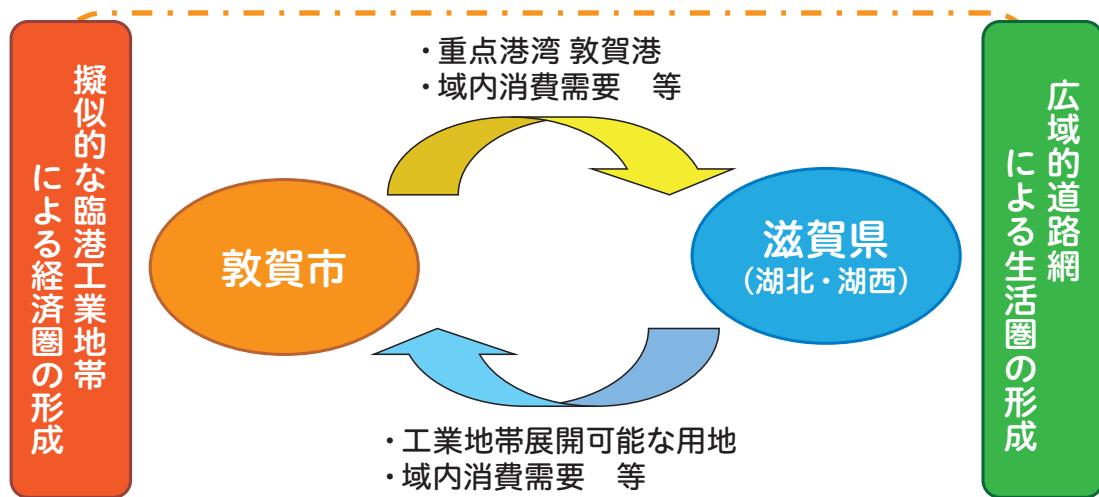 擬似的な臨港工業地帯
による経済圏の形成
・重点港湾 敦賀港
・域内消費需要　等
敦賀市
滋賀県
（湖北・湖西）
・工業地帯展開可能な用地
・域内消費需要　等
広域的道路網
による生活圏の形成